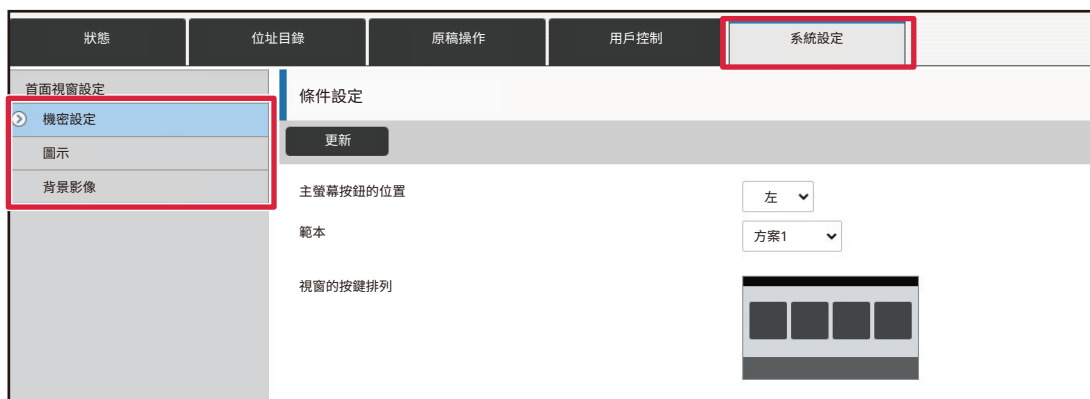 狀態
位址目錄
原稿操作
用戶控制
系統設定
首面視窗設定
機密設定
圖示
背景影像
條件設定
更新
主螢幕按鈕的位置
左
範本
方案1
視窗的按鍵排列